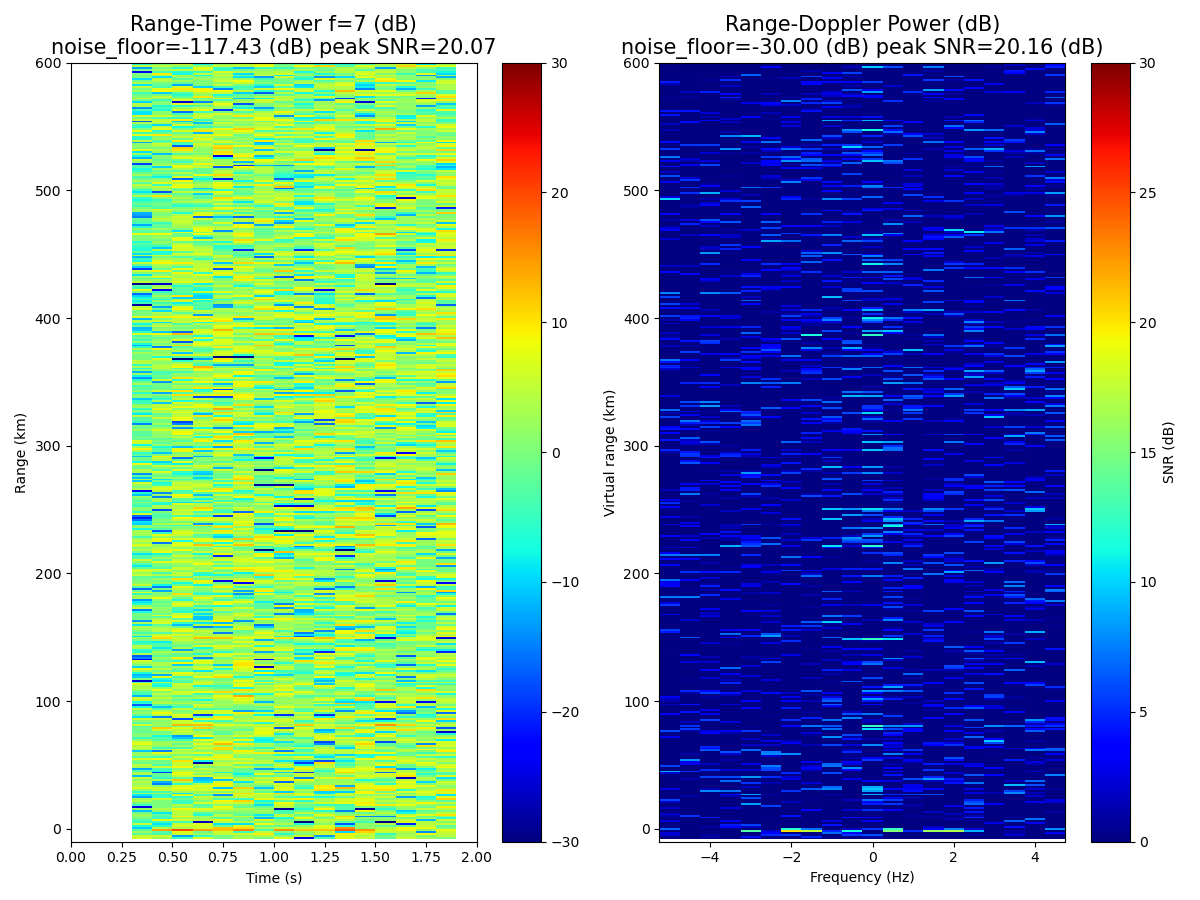 Range-Time Power f=7 (dB)
noise_floor=-117.43 (dB) peak SNR=20.07
600
500
400
300
200
100
0
Range (km)
0.00 0.25 0.50 0.75 1.00 1.25 1.50 1.75 2.00
Time (s)
30
20
10
0
−10
−20
−30
Range-Doppler Power (dB)
noise_floor=-30.00 (dB) peak SNR=20.16 (dB)
600
500
400
300
200
100
0
Virtual range (km)
−4 −2 0 2 4
Frequency (Hz)
30
25
20
15
10
5
0
SNR (dB)